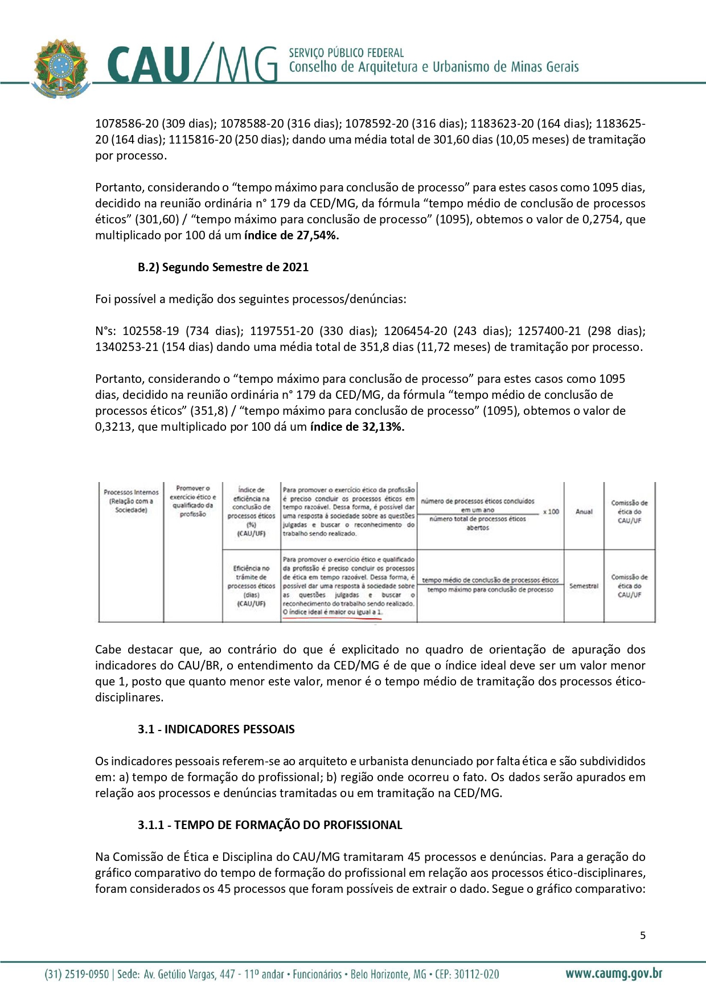 CAU/MG
SERVIÇO PÚBLICO FEDERAL
Conselho de Arquitetura e Urbanismo de Minas Gerais
1078586-20 (309 dias); 1078588-20 (316 dias); 1078592-20 (316 dias); 1183623-20 (164 dias); 1183625-
20 (164 dias); 1115816-20 (250 dias); dando uma média total de 301,60 dias (10,05 meses) de tramitação
por processo.
Portanto, considerando o “tempo máximo para conclusão de processo” para estes casos como 1095 dias,
decidido na reunião ordinária n° 179 da CED/MG, da fórmula “tempo médio de conclusão de processos
éticos” (301,60) / “tempo máximo para conclusão de processo” (1095), obtemos o valor de 0,2754, que
multiplicado por 100 dá um índice de 27,54%.
B.2) Segundo Semestre de 2021
Foi possível a medição dos seguintes processos/denúncias:
N°s: 102558-19 (734 dias); 1197551-20 (330 dias); 1206454-20 (243 dias); 1257400-21 (298 dias);
1340253-21 (154 dias) dando uma média total de 351,8 dias (11,72 meses) de tramitação por processo.
Portanto, considerando o “tempo máximo para conclusão de processo” para estes casos como 1095
dias, decidido na reunião ordinária n° 179 da CED/MG, da fórmula “tempo médio de conclusão de
processos éticos” (351,8) / “tempo máximo para conclusão de processo” (1095), obtemos o valor de
0,3213, que multiplicado por 100 dá um índice de 32,13%.
Processos Internos
(Relação com a
Sociedade)
Promover o
exercício ético e
qualificado da
profissão
Índice de
eficiência na
conclusão de
processos éticos
(%)
(CAU/UF)
Para promover o exercício ético da profissão
é preciso concluir os processos éticos em
tempo razoável. Dessa forma, é possível dar
uma resposta à sociedade sobre as questões
julgadas e buscar o reconhecimento do
trabalho sendo realizado.
número de processos éticos concluídos
em um ano
número total de processos éticos
abertos
x 100
Anual
Comissão de
ética do
CAU/UF
Eficiência no
trâmite de
processos éticos
(dias)
(CAU/UF)
Para promover o exercício ético e qualificado
da profissão é preciso concluir os processos
de ética em tempo razoável. Dessa forma, é
possível dar uma resposta à sociedade sobre
as questões julgadas e buscar o
reconhecimento do trabalho sendo realizado.
O índice ideal é maior ou igual a 1.
tempo médio de conclusão de processos éticos
tempo máximo para conclusão de processo
Semestral
Comissão de
ética do
CAU/UF
Cabe destacar que, ao contrário do que é explicitado no quadro de orientação de apuração dos
indicadores do CAU/BR, o entendimento da CED/MG é de que o índice ideal deve ser um valor menor
que 1, posto que quanto menor este valor, menor é o tempo médio de tramitação dos processos ético-
disciplinares.
3.1 - INDICADORES PESSOAIS
Os indicadores pessoais referem-se ao arquiteto e urbanista denunciado por falta ética e são subdivididos
em: a) tempo de formação do profissional; b) região onde ocorreu o fato. Os dados serão apurados em
relação aos processos e denúncias tramitadas ou em tramitação na CED/MG.
3.1.1 - TEMPO DE FORMAÇÃO DO PROFISSIONAL
Na Comissão de Ética e Disciplina do CAU/MG tramitaram 45 processos e denúncias. Para a geração do
gráfico comparativo do tempo de formação do profissional em relação aos processos ético-disciplinares,
foram considerados os 45 processos que foram possíveis de extrair o dado. Segue o gráfico comparativo:
5
(31) 2519-0950 | Sede: Av. Getúlio Vargas, 447 - 11º andar • Funcionários • Belo Horizonte, MG • CEP: 30112-020
www.caumg.gov.br